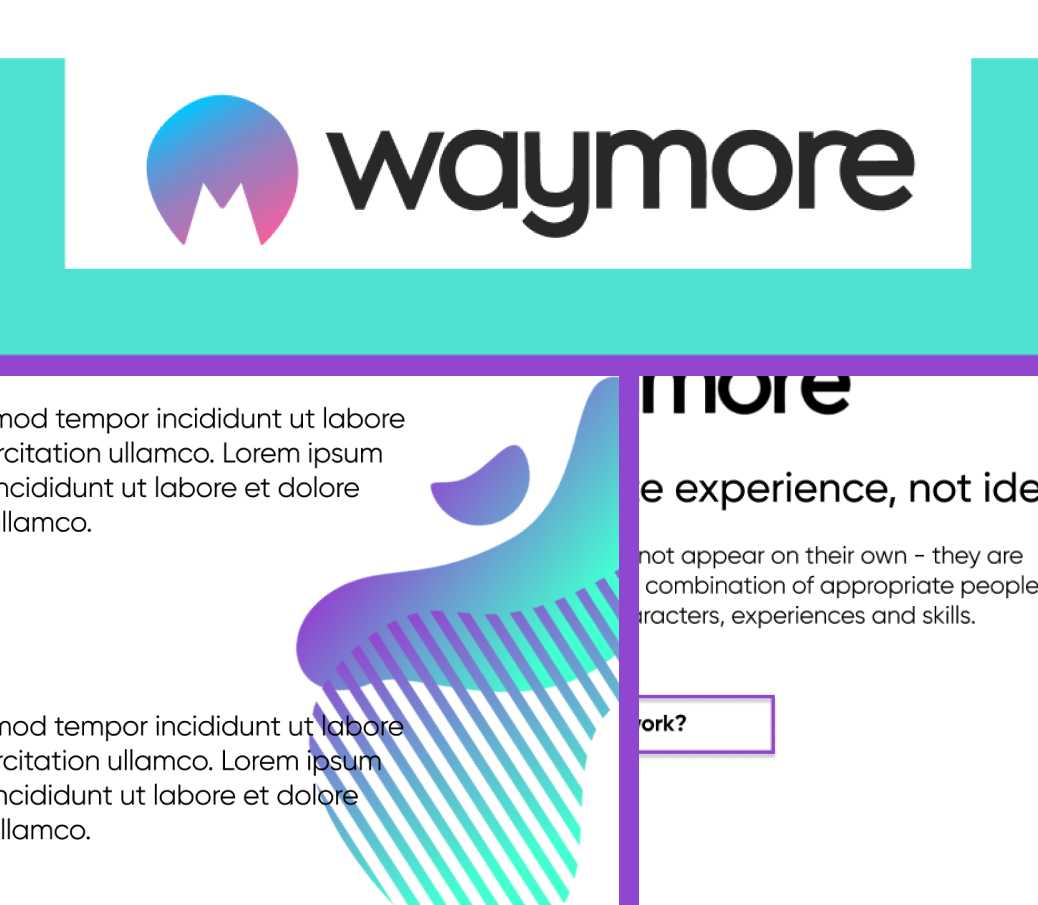 waymore
mod tempor incididunt ut labore
rcitation ullamco. Lorem ipsum
ncididunt ut labore et dolore
llamco.
mod tempor incididunt ut labore
rcitation ullamco. Lorem ipsum
ncididunt ut labore et dolore
llamco.
more
e experience, not ide
not appear on their own - they are
combination of appropriate people
racters, experiences and skills.
ork?